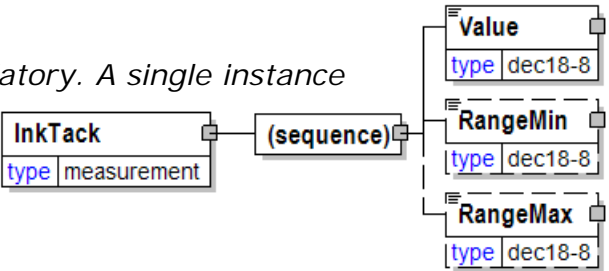 Value
type dec18-8
atory. A single instance
InkTack
type measurement
(sequence)
RangeMin
type dec18-8
RangeMax
type dec18-8